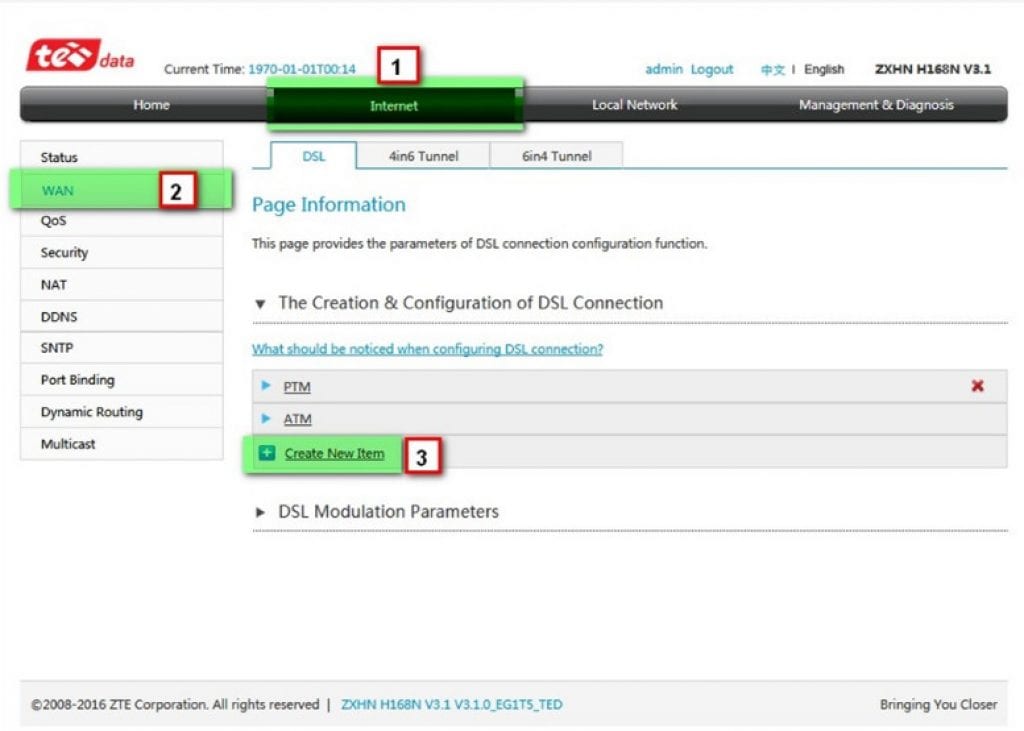 tedata
Current Time: 1970-01-01T00:14
1
admin Logout 中文 | English ZXHN H168N V3.1
Home Internet Local Network Management & Diagnosis
Status
WAN
2
QoS
Security
NAT
DDNS
SNTP
Port Binding
Dynamic Routing
Multicast
DSL 4in6 Tunnel 6in4 Tunnel
Page Information
This page provides the parameters of DSL connection configuration function.
The Creation & Configuration of DSL Connection
What should be noticed when configuring DSL connection?
PTM
ATM
Create New Item
3
DSL Modulation Parameters
©2008-2016 ZTE Corporation. All rights reserved | ZXHN H168N V3.1 V3.1.0_EG1T5_TED
Bringing You Closer